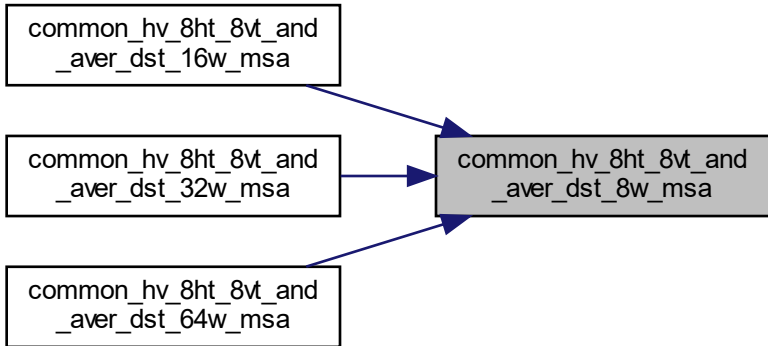 common_hv_8ht_8vt_and
_aver_dst_16w_msa
common_hv_8ht_8vt_and
_aver_dst_32w_msa
common_hv_8ht_8vt_and
_aver_dst_8w_msa
common_hv_8ht_8vt_and
_aver_dst_64w_msa